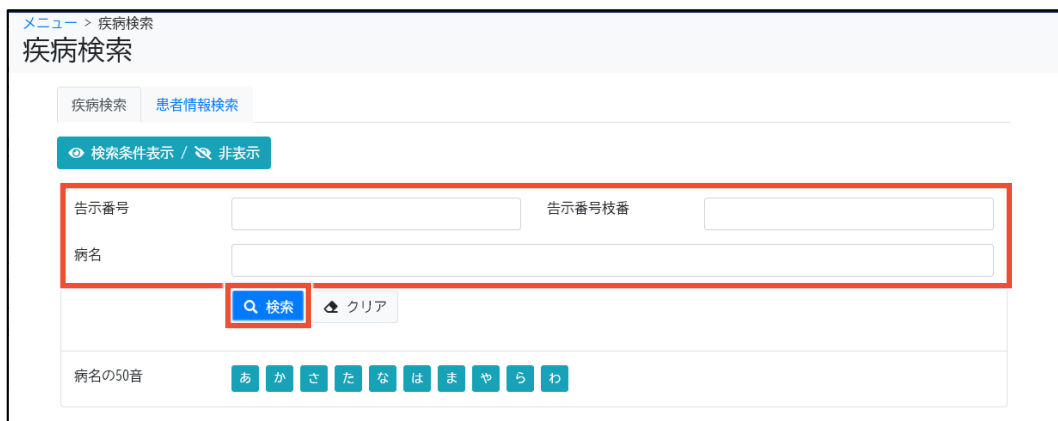 メニュー > 疾病検索
疾病検索
疾病検索 患者情報検索
検索条件表示 / 非表示
告示番号 告示番号枝番
病名
検索 クリア
病名の50音 あ か さ た な は ま や ら わ